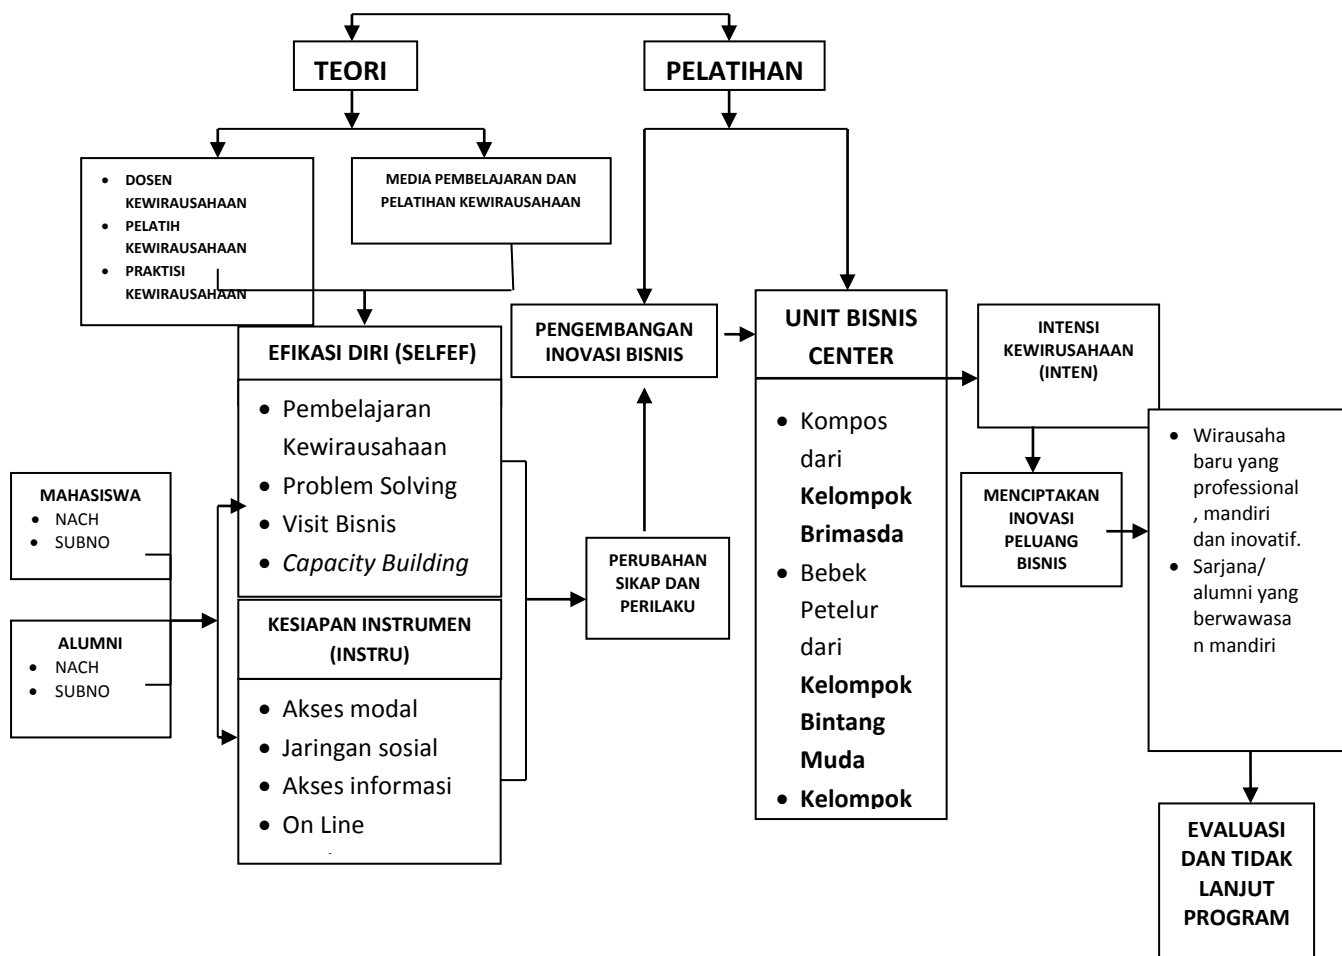 TEORI
PELATIHAN
• DOSEN
KEWIRAUSAHAAN
• PELATIH
KEWIRAUSAHAAN
• PRAKTISI
KEWIRAUSAHAAN
MEDIA PEMBELAJARAN DAN
PELATIHAN KEWIRAUSAHAAN
EFIKASI DIRI (SELFEF)
• Pembelajaran
Kewirausahaan
• Problem Solving
• Visit Bisnis
• Capacity Building
KESIAPAN INSTRUMEN
(INSTRU)
• Akses modal
• Jaringan sosial
• Akses informasi
• On Line
MAHASISWA
• NACH
• SUBNO
ALUMNI
• NACH
• SUBNO
PENGEMBANGAN
INOVASI BISNIS
PERUBAHAN
SIKAP DAN
PERILAKU
UNIT BISNIS
CENTER
• Kompos
dari
Kelompok
Brimasda
• Bebek
Petelur
dari
Kelompok
Bintang
Muda
• Kelompok
INTENSI
KEWIRUSAHAAN
(INTEN)
MENCIPTAKAN
INOVASI
PELUANG
BISNIS
• Wirausaha
baru yang
professional
, mandiri
dan inovatif.
• Sarjana/
alumni yang
berwawasa
n mandiri
EVALUASI
DAN TIDAK
LANJUT
PROGRAM